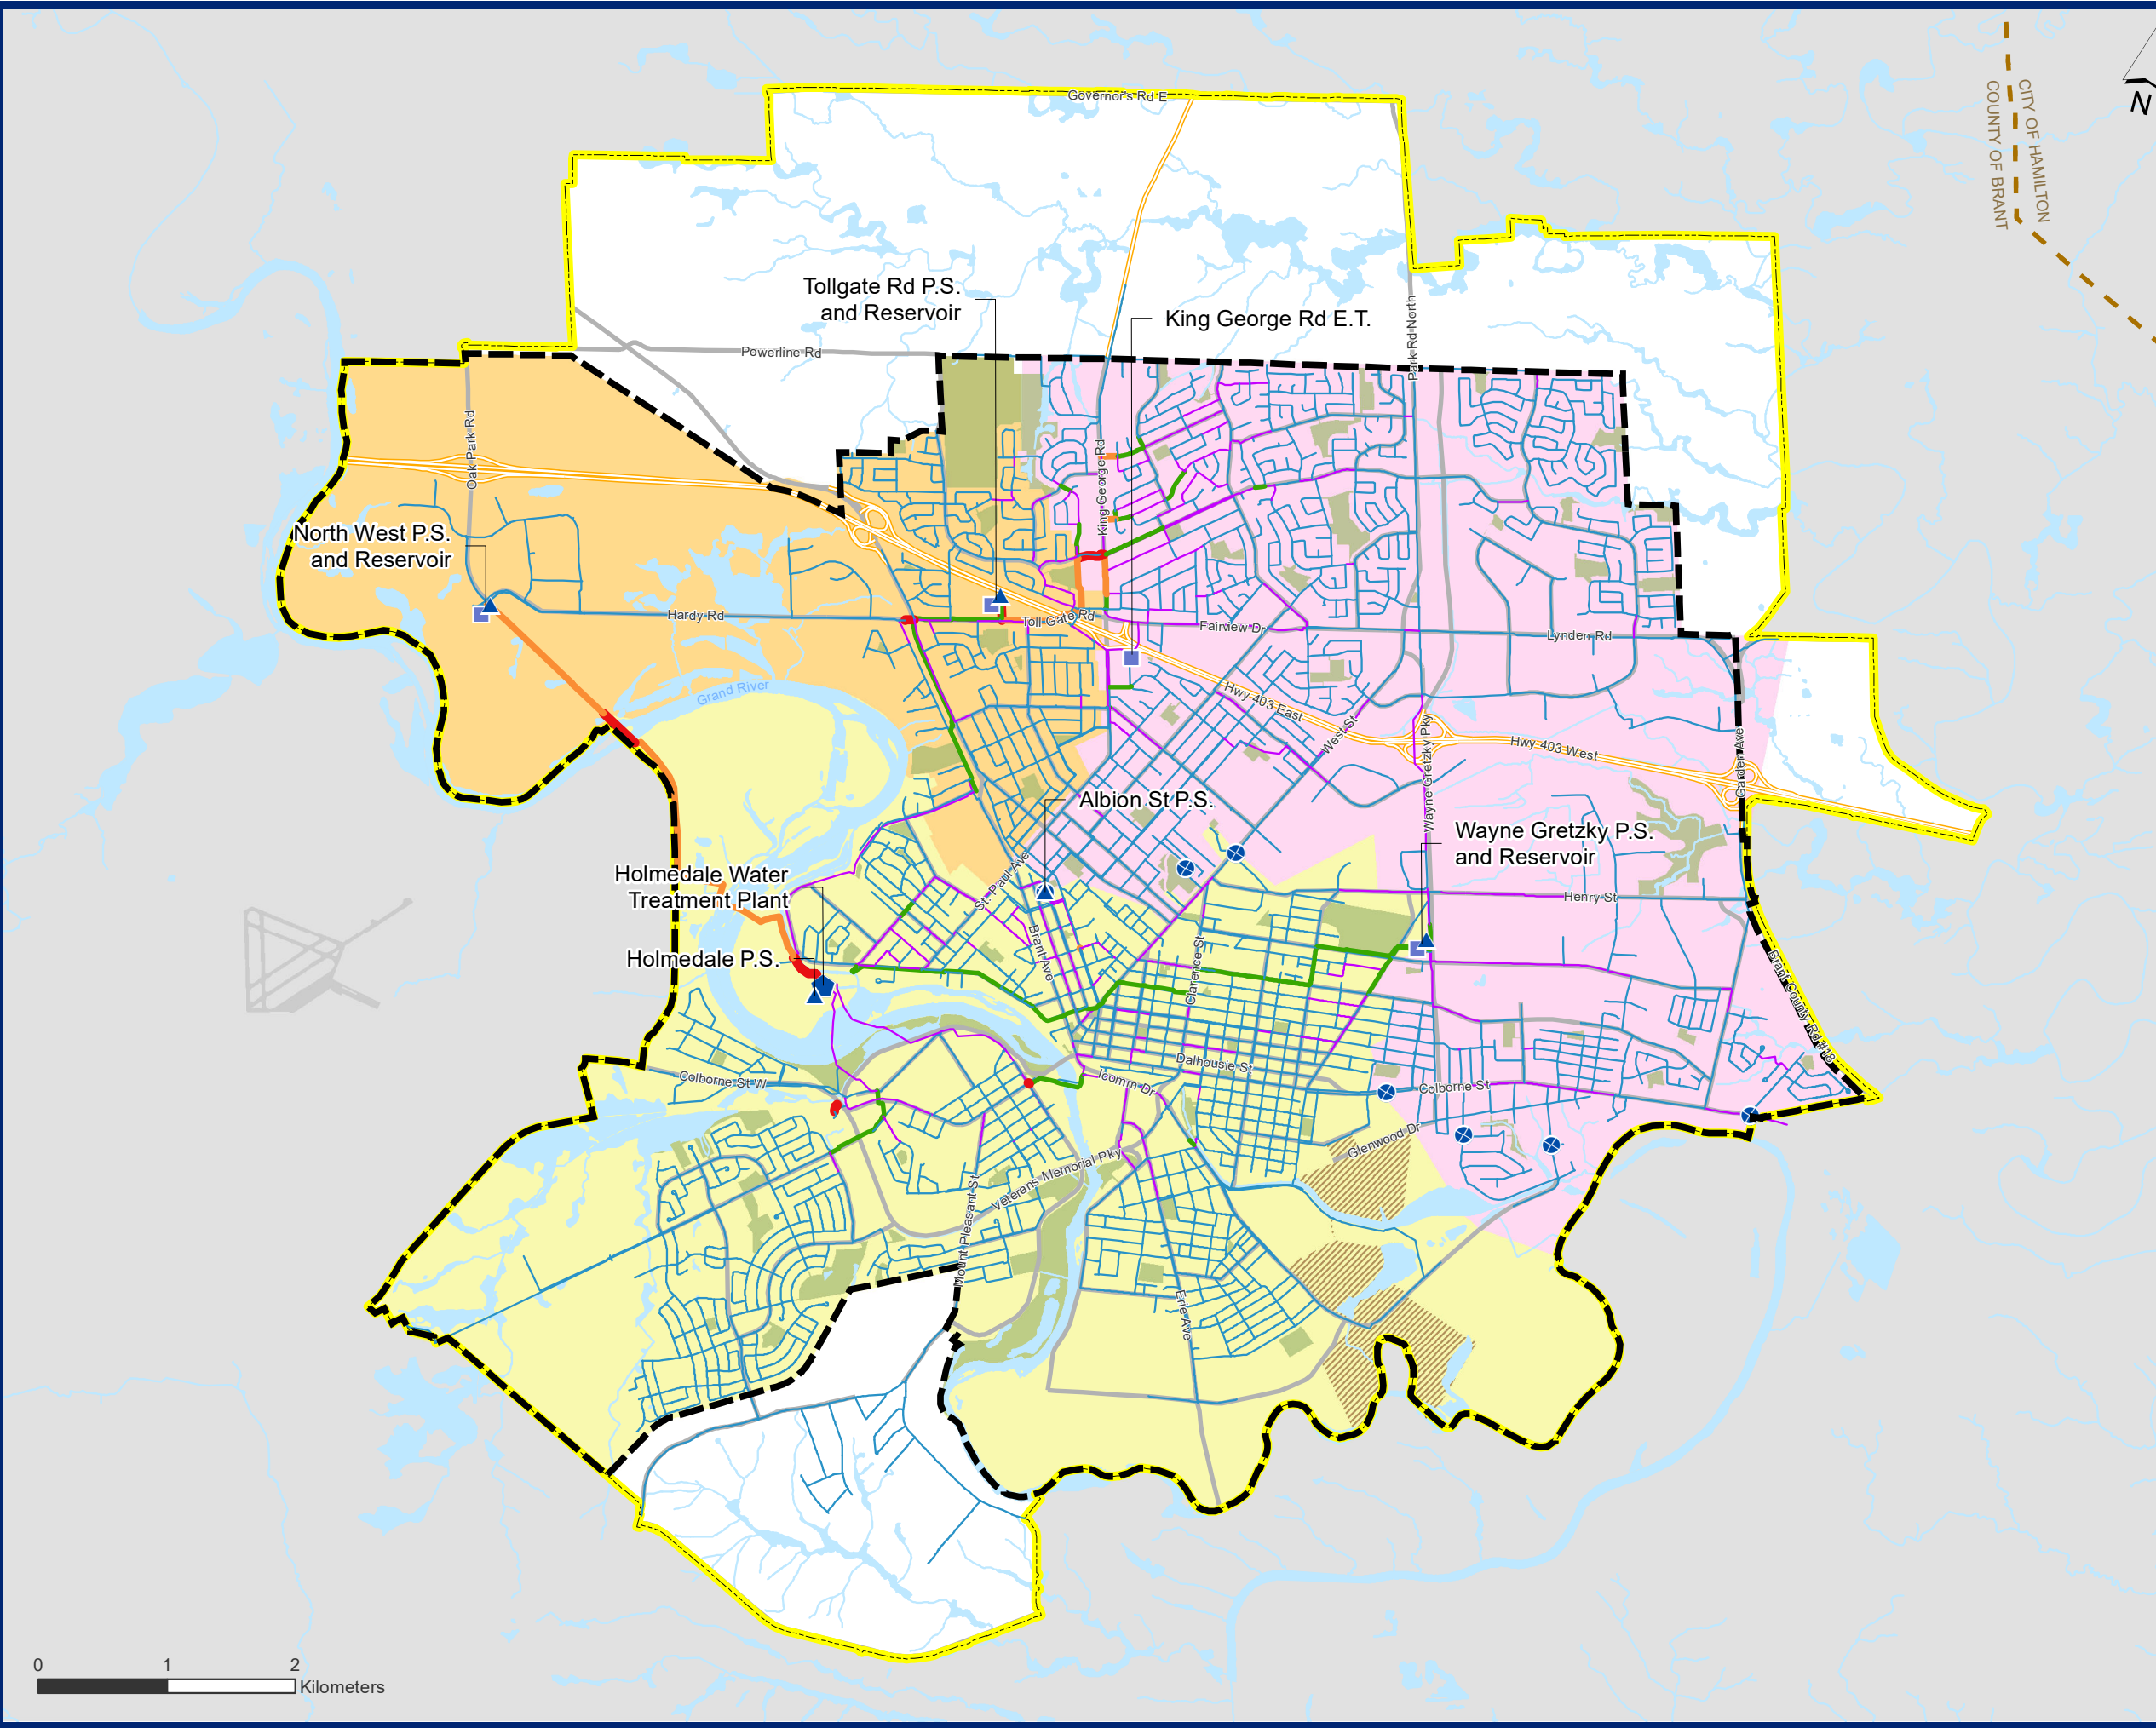 Governor's Rd E
CITY OF HAMILTON
COUNTY OF BRANT
N
Tollgate Rd P.S.
and Reservoir
King George Rd E.T.
Park Rd North
Powerline Rd
Oak Park Rd
King George Rd
North West P.S.
and Reservoir
Hardy Rd
Toll Gate Rd
Fairview Dr
Lynden Rd
Grand River
Hwy 403 East
West St
Wayne Gretzky Pky
Hwy 403 West
Garden Ave
Albion St P.S.
Wayne Gretzky P.S.
and Reservoir
Holmedale Water
Treatment Plant
St. Paul Ave
Henry St
Holmedale P.S.
Brant Ave
Clarence St
Brant County Rd #18
Colborne St W
Dalhousie St
Icomm Dr
Colborne St
Glenwood Dr
Veterans Memorial Pky
Mount Pleasant St
Erie Ave
0 1 2
Kilometers